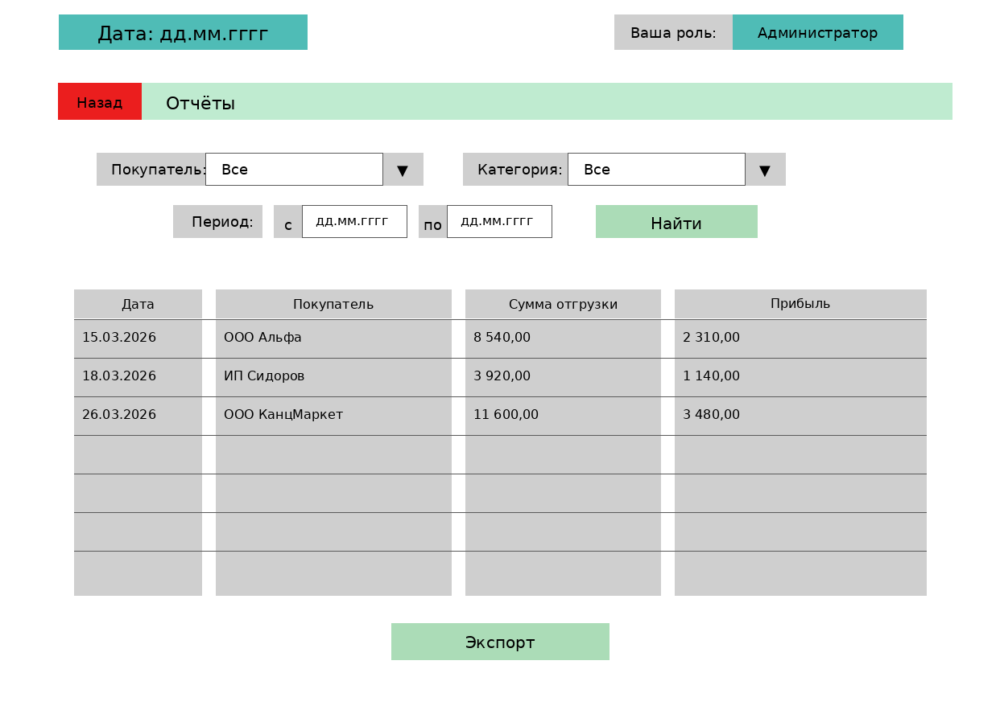 Дата: дд.мм.гггг
Ваша роль: Администратор
Назад Отчёты
Покупатель: Все ▼ Категория: Все ▼
Период: с дд.мм.гггг по дд.мм.гггг Найти
Дата Покупатель Сумма отгрузки Прибыль
15.03.2026 ООО Альфа 8 540,00 2 310,00
18.03.2026 ИП Сидоров 3 920,00 1 140,00
26.03.2026 ООО КанцМаркет 11 600,00 3 480,00
Экспорт